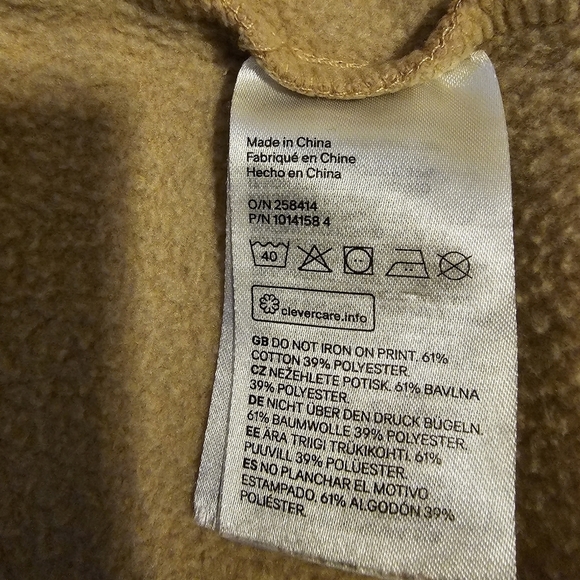 Made in China
Fabriqué en Chine
Hecho en China
O/N 258414
P/N 1014158 4
40
clevercare.info
GB DO NOT IRON ON PRINT. 61%
COTTON 39% POLYESTER.
CZ NEŽEHLETE POTISK. 61% BAVLNA
39% POLYESTER.
DE NICHT ÜBER DEN DRUCK BÜGELN.
61% BAUMWOLLE 39% POLYESTER.
EE ÄRA TRIIGI TRÜKIKOHTI. 61%
PUUVILL 39% POLÜESTER.
ES NO PLANCHAR EL MOTIVO
ESTAMPADO. 61% ALGODÓN 39%
POLIÉSTER.